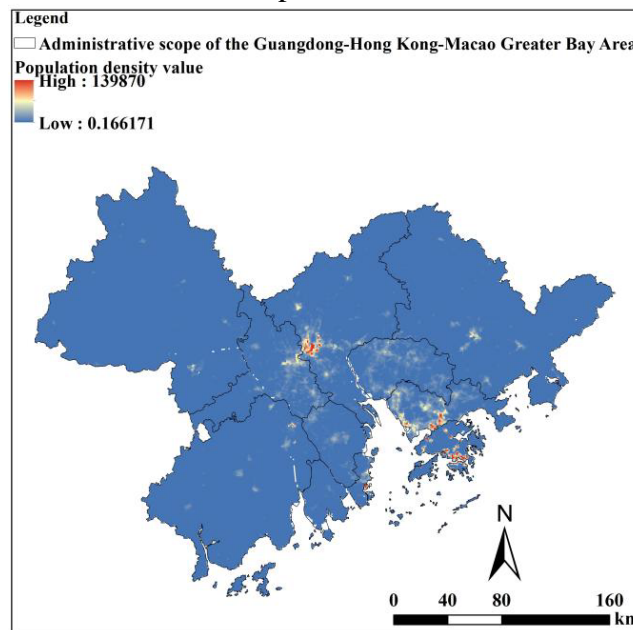 Legend
Administrative scope of the Guangdong-Hong Kong-Macao Greater Bay Area
Population density value
High : 139870
Low : 0.166171
N
0 40 80 160
km